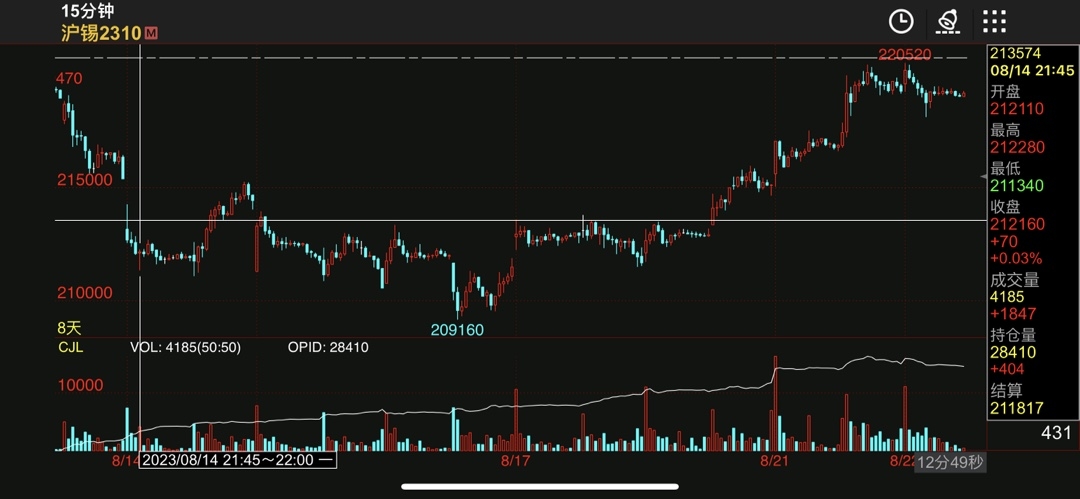 15分钟
沪锡2310 M
470
215000
210000
220520
209160
8天
CJL VOL: 4185(50:50) OPID: 28410
10000
8/14 2023/08/14 21:45～22:00 一 8/17 8/21 8/22 12分49秒
213574
08/14 21:45
开盘
212110
最高
212280
最低
211340
收盘
212160
+70
+0.03%
成交量
4185
+1847
持仓量
28410
+404
结算
211817
431